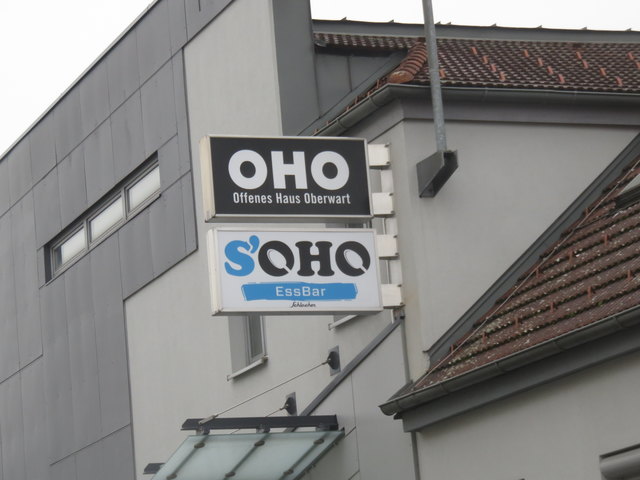 OHO
Offenes Haus Oberwart
S'OHO
EssBar